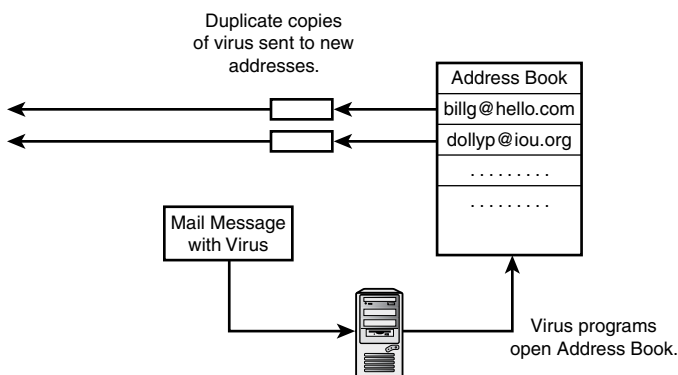 Duplicate copies
of virus sent to new
addresses.
Address Book
billg@hello.com
dollyp@iou.org
. . . . . . . . .
. . . . . . . . .
Mail Message
with Virus
Virus programs
open Address Book.